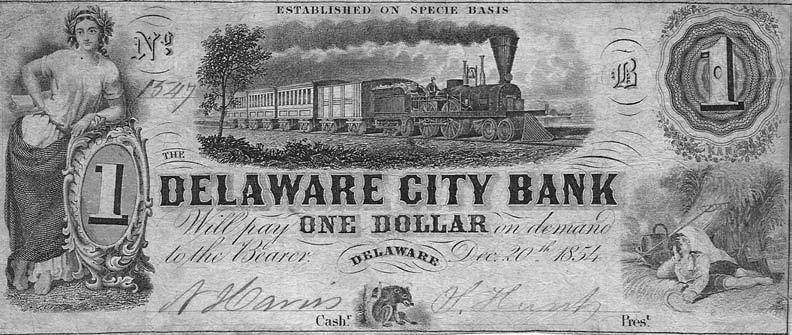 ESTABLISHED ON SPECIE BASIS
No 1547
B
1
THE
DELAWARE CITY BANK
1
Will pay ONE DOLLAR on demand
to the Bearer. DELAWARE Dec. 20th 1854
Cashr
Prest